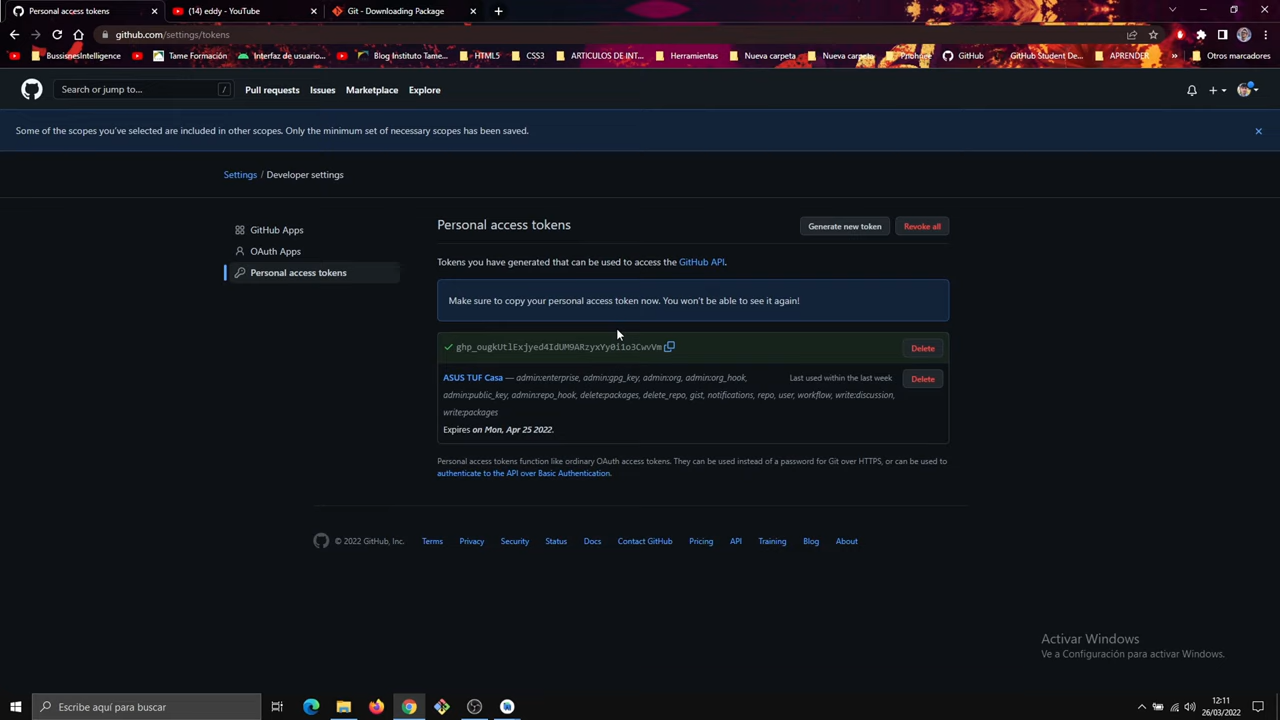 Personal access tokens
(14) eddy - YouTube
Git - Downloading Package
github.com/settings/tokens
BussisnesIntelligence
Tame Formación
Interfaz de usuario...
Blog Instituto Tame...
HTML5
CSS3
ARTICULOS DE INT...
Herramientas
Nueva carpeta
Nueva carpeta
GitHub
GitHub Student De...
APRENDER
Otros marcadores
Search or jump to...
/
Pull requests
Issues
Marketplace
Explore
Some of the scopes you've selected are included in other scopes. Only the minimum set of necessary scopes has been saved.
Settings / Developer settings
GitHub Apps
OAuth Apps
Personal access tokens
Personal access tokens
Generate new token
Revoke all
Tokens you have generated that can be used to access the GitHub API.
Make sure to copy your personal access token now. You won't be able to see it again!
Delete
ASUS TUF Casa — admin:enterprise, admin:gpg_key, admin:org, admin:org_hook,
Last used within the last week
Delete
admin:public_key, admin:repo_hook, delete:packages, delete_repo, gist, notifications, repo, user, workflow, write:discussion,
write:packages
Expires on Mon, Apr 25 2022.
Personal access tokens function like ordinary OAuth access tokens. They can be used instead of a password for Git over HTTPS, or can be used to
authenticate to the API over Basic Authentication.
© 2022 GitHub, Inc.
Terms
Privacy
Security
Status
Docs
Contact GitHub
Pricing
API
Training
Blog
About
Activar Windows
Ve a Configuración para activar Windows.
Escribe aquí para buscar
12:11
26/03/2022